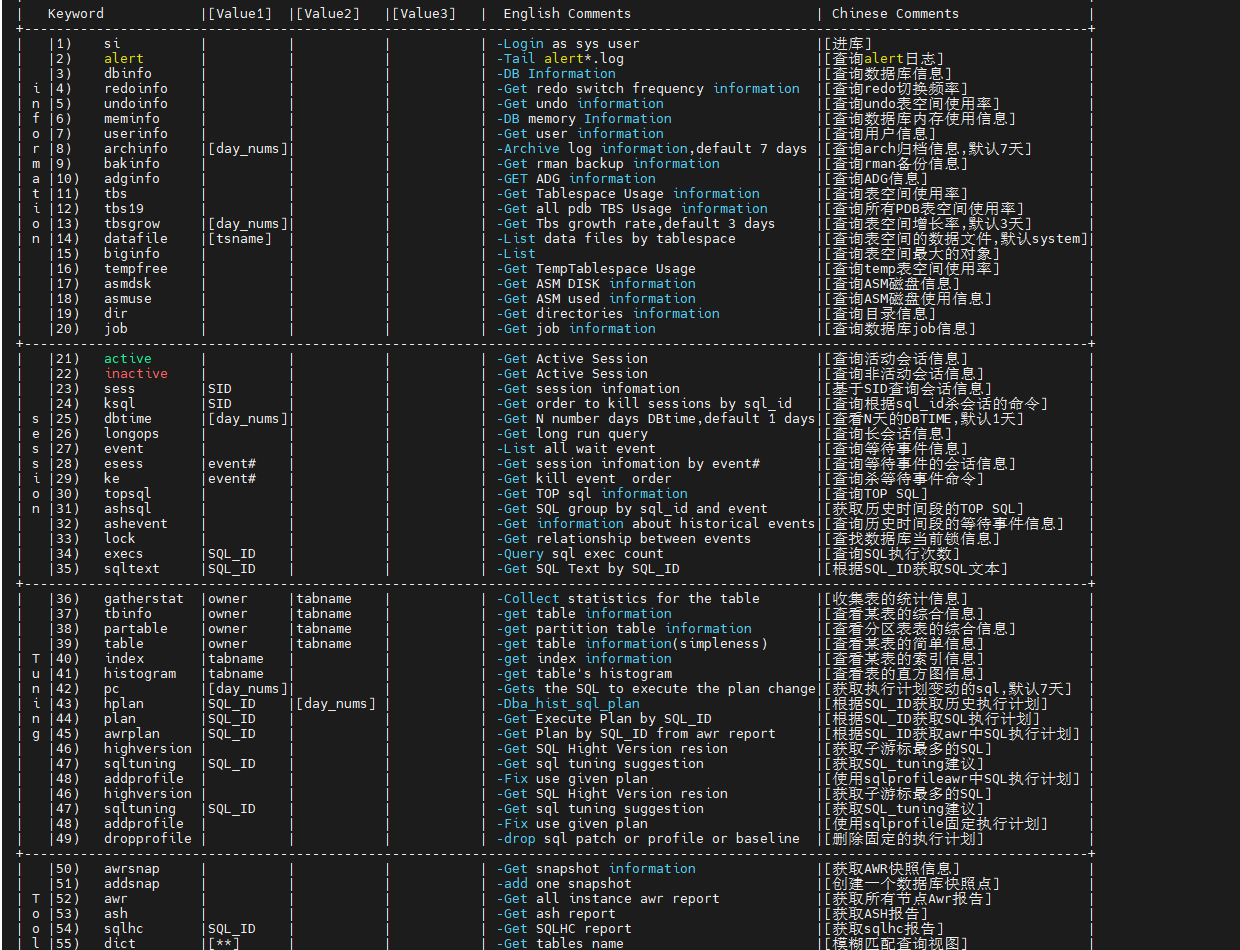 |   Keyword            |[Value1]  |[Value2]   |[Value3]   |  English Comments                       | Chinese Comments                |
+-------------------------------------------------------------------------------------------------------------------------------------+
|   |1)    si          |          |           |           | -Login as sys user                      |[进库]                           |
|   |2)    alert       |          |           |           | -Tail alert*.log                        |[查询alert日志]                  |
|   |3)    dbinfo      |          |           |           | -DB Information                         |[查询数据库信息]                 |
| i |4)    redoinfo    |          |           |           | -Get redo switch frequency information  |[查询redo切换频率]               |
| n |5)    undoinfo    |          |           |           | -Get undo information                   |[查询undo表空间使用率]           |
| f |6)    meminfo     |          |           |           | -DB memory Information                  |[查询数据库内存使用信息]         |
| o |7)    userinfo    |          |           |           | -Get user information                   |[查询用户信息]                   |
| r |8)    archinfo    |[day_nums]|           |           | -Archive log information,default 7 days |[查询arch归档信息,默认7天]       |
| m |9)    bakinfo     |          |           |           | -Get rman backup information            |[查询rman备份信息]               |
| a |10)   adginfo     |          |           |           | -GET ADG information                    |[查询ADG信息]                    |
| t |11)   tbs         |          |           |           | -Get Tablespace Usage information       |[查询表空间使用率]               |
| i |12)   tbs19       |          |           |           | -Get all pdb TBS Usage information      |[查询所有PDB表空间使用率]        |
| o |13)   tbsgrow     |[day_nums]|           |           | -Get Tbs growth rate,default 3 days     |[查询表空间增长率,默认3天]       |
| n |14)   datafile    |[tsname]  |           |           | -List data files by tablespace          |[查询表空间的数据文件,默认system]|
|   |15)   biginfo     |          |           |           | -List                                   |[查询表空间最大的对象]           |
|   |16)   tempfree    |          |           |           | -Get TempTablespace Usage               |[查询temp表空间使用率]           |
|   |17)   asmdsk      |          |           |           | -Get ASM DISK information               |[查询ASM磁盘信息]                |
|   |18)   asmuse      |          |           |           | -Get ASM used information               |[查询ASM磁盘使用信息]            |
|   |19)   dir         |          |           |           | -Get directories information            |[查询目录信息]                   |
|   |20)   job         |          |           |           | -Get job information                    |[查询数据库job信息]              |
+-------------------------------------------------------------------------------------------------------------------------------------+
|   |21)   active      |          |           |           | -Get Active Session                     |[查询活动会话信息]               |
|   |22)   inactive    |          |           |           | -Get Active Session                     |[查询非活动会话信息]             |
|   |23)   sess        |SID       |           |           | -Get session infomation                 |[基于SID查询会话信息]            |
|   |24)   ksql        |SID       |           |           | -Get order to kill sessions by sql_id   |[查询根据sql_id杀会话的命令]     |
| s |25)   dbtime      |[day_nums]|           |           | -Get N number days DBtime,default 1 days|[查看N天的DBTIME,默认1天]        |
| e |26)   longops     |          |           |           | -Get long run query                     |[查询长会话信息]                 |
| s |27)   event       |          |           |           | -List all wait event                    |[查询等待事件信息]               |
| s |28)   esess       |event#    |           |           | -Get session infomation by event#       |[查询等待事件的会话信息]         |
| i |29)   ke          |event#    |           |           | -Get kill event  order                  |[查询杀等待事件命令]             |
| o |30)   topsql      |          |           |           | -Get TOP sql information                |[查询TOP SQL]                    |
| n |31)   ashsql      |          |           |           | -Get SQL group by sql_id and event      |[获取历史时间段的TOP SQL]        |
|   |32)   ashevent    |          |           |           | -Get information about historical events|[查询历史时间段的等待事件信息]   |
|   |33)   lock        |          |           |           | -Get relationship between events        |[查找数据库当前锁信息]           |
|   |34)   execs       |SQL_ID    |           |           | -Query sql exec count                   |[查询SQL执行次数]                |
|   |35)   sqltext     |SQL_ID    |           |           | -Get SQL Text by SQL_ID                 |[根据SQL_ID获取SQL文本]          |
+-------------------------------------------------------------------------------------------------------------------------------------+
|   |36)   gatherstat  |owner     |tabname    |           | -Collect statistics for the table       |[收集表的统计信息]               |
|   |37)   tbinfo      |owner     |tabname    |           | -get table information                  |[查看某表的综合信息]             |
|   |38)   partable    |owner     |tabname    |           | -get partition table information        |[查看分区表表的综合信息]         |
|   |39)   table       |owner     |tabname    |           | -get table information(simpleness)      |[查看某表的简单信息]             |
| T |40)   index       |tabname   |           |           | -get index information                  |[查看某表的索引信息]             |
| u |41)   histogram   |tabname   |           |           | -get table's histogram                  |[查看表的直方图信息]             |
| n |42)   pc          |[day_nums]|           |           | -Gets the SQL to execute the plan change|[获取执行计划变动的sql,默认7天]  |
| i |43)   hplan       |SQL_ID    |[day_nums] |           | -Dba_hist_sql_plan                      |[根据SQL_ID获取历史执行计划]     |
| n |44)   plan        |SQL_ID    |           |           | -Get Execute Plan by SQL_ID             |[根据SQL_ID获取SQL执行计划]      |
| g |45)   awrplan     |SQL_ID    |           |           | -Get Plan by SQL_ID from awr report     |[根据SQL_ID获取awr中SQL执行计划] |
|   |46)   highversion |          |           |           | -Get SQL Hight Version resion           |[获取子游标最多的SQL]            |
|   |47)   sqltuning   |SQL_ID    |           |           | -Get sql tuning suggestion              |[获取SQL_tuning建议]             |
|   |48)   addprofile  |          |           |           | -Fix use given plan                     |[使用sqlprofileawr中SQL执行计划] |
|   |46)   highversion |          |           |           | -Get SQL Hight Version resion           |[获取子游标最多的SQL]            |
|   |47)   sqltuning   |SQL_ID    |           |           | -Get sql tuning suggestion              |[获取SQL_tuning建议]             |
|   |48)   addprofile  |          |           |           | -Fix use given plan                     |[使用sqlprofile固定执行计划]     |
|   |49)   dropprofile |          |           |           | -drop sql patch or profile or baseline  |[删除固定的执行计划]             |
+-------------------------------------------------------------------------------------------------------------------------------------+
|   |50)   awrsnap     |          |           |           | -Get snapshot information               |[获取AWR快照信息]                |
|   |51)   addsnap     |          |           |           | -add one snapshot                       |[创建一个数据库快照点]           |
| T |52)   awr         |          |           |           | -Get all instance awr report            |[获取所有节点Awr报告]            |
| o |53)   ash         |          |           |           | -Get ash report                         |[获取ASH报告]                    |
| o |54)   sqlhc       |SQL_ID    |           |           | -Get SQLHC report                       |[获取sqlhc报告]                  |
| l |55)   dict        |[**]      |           |           | -Get tables name                        |[模糊匹配查询视图]               |